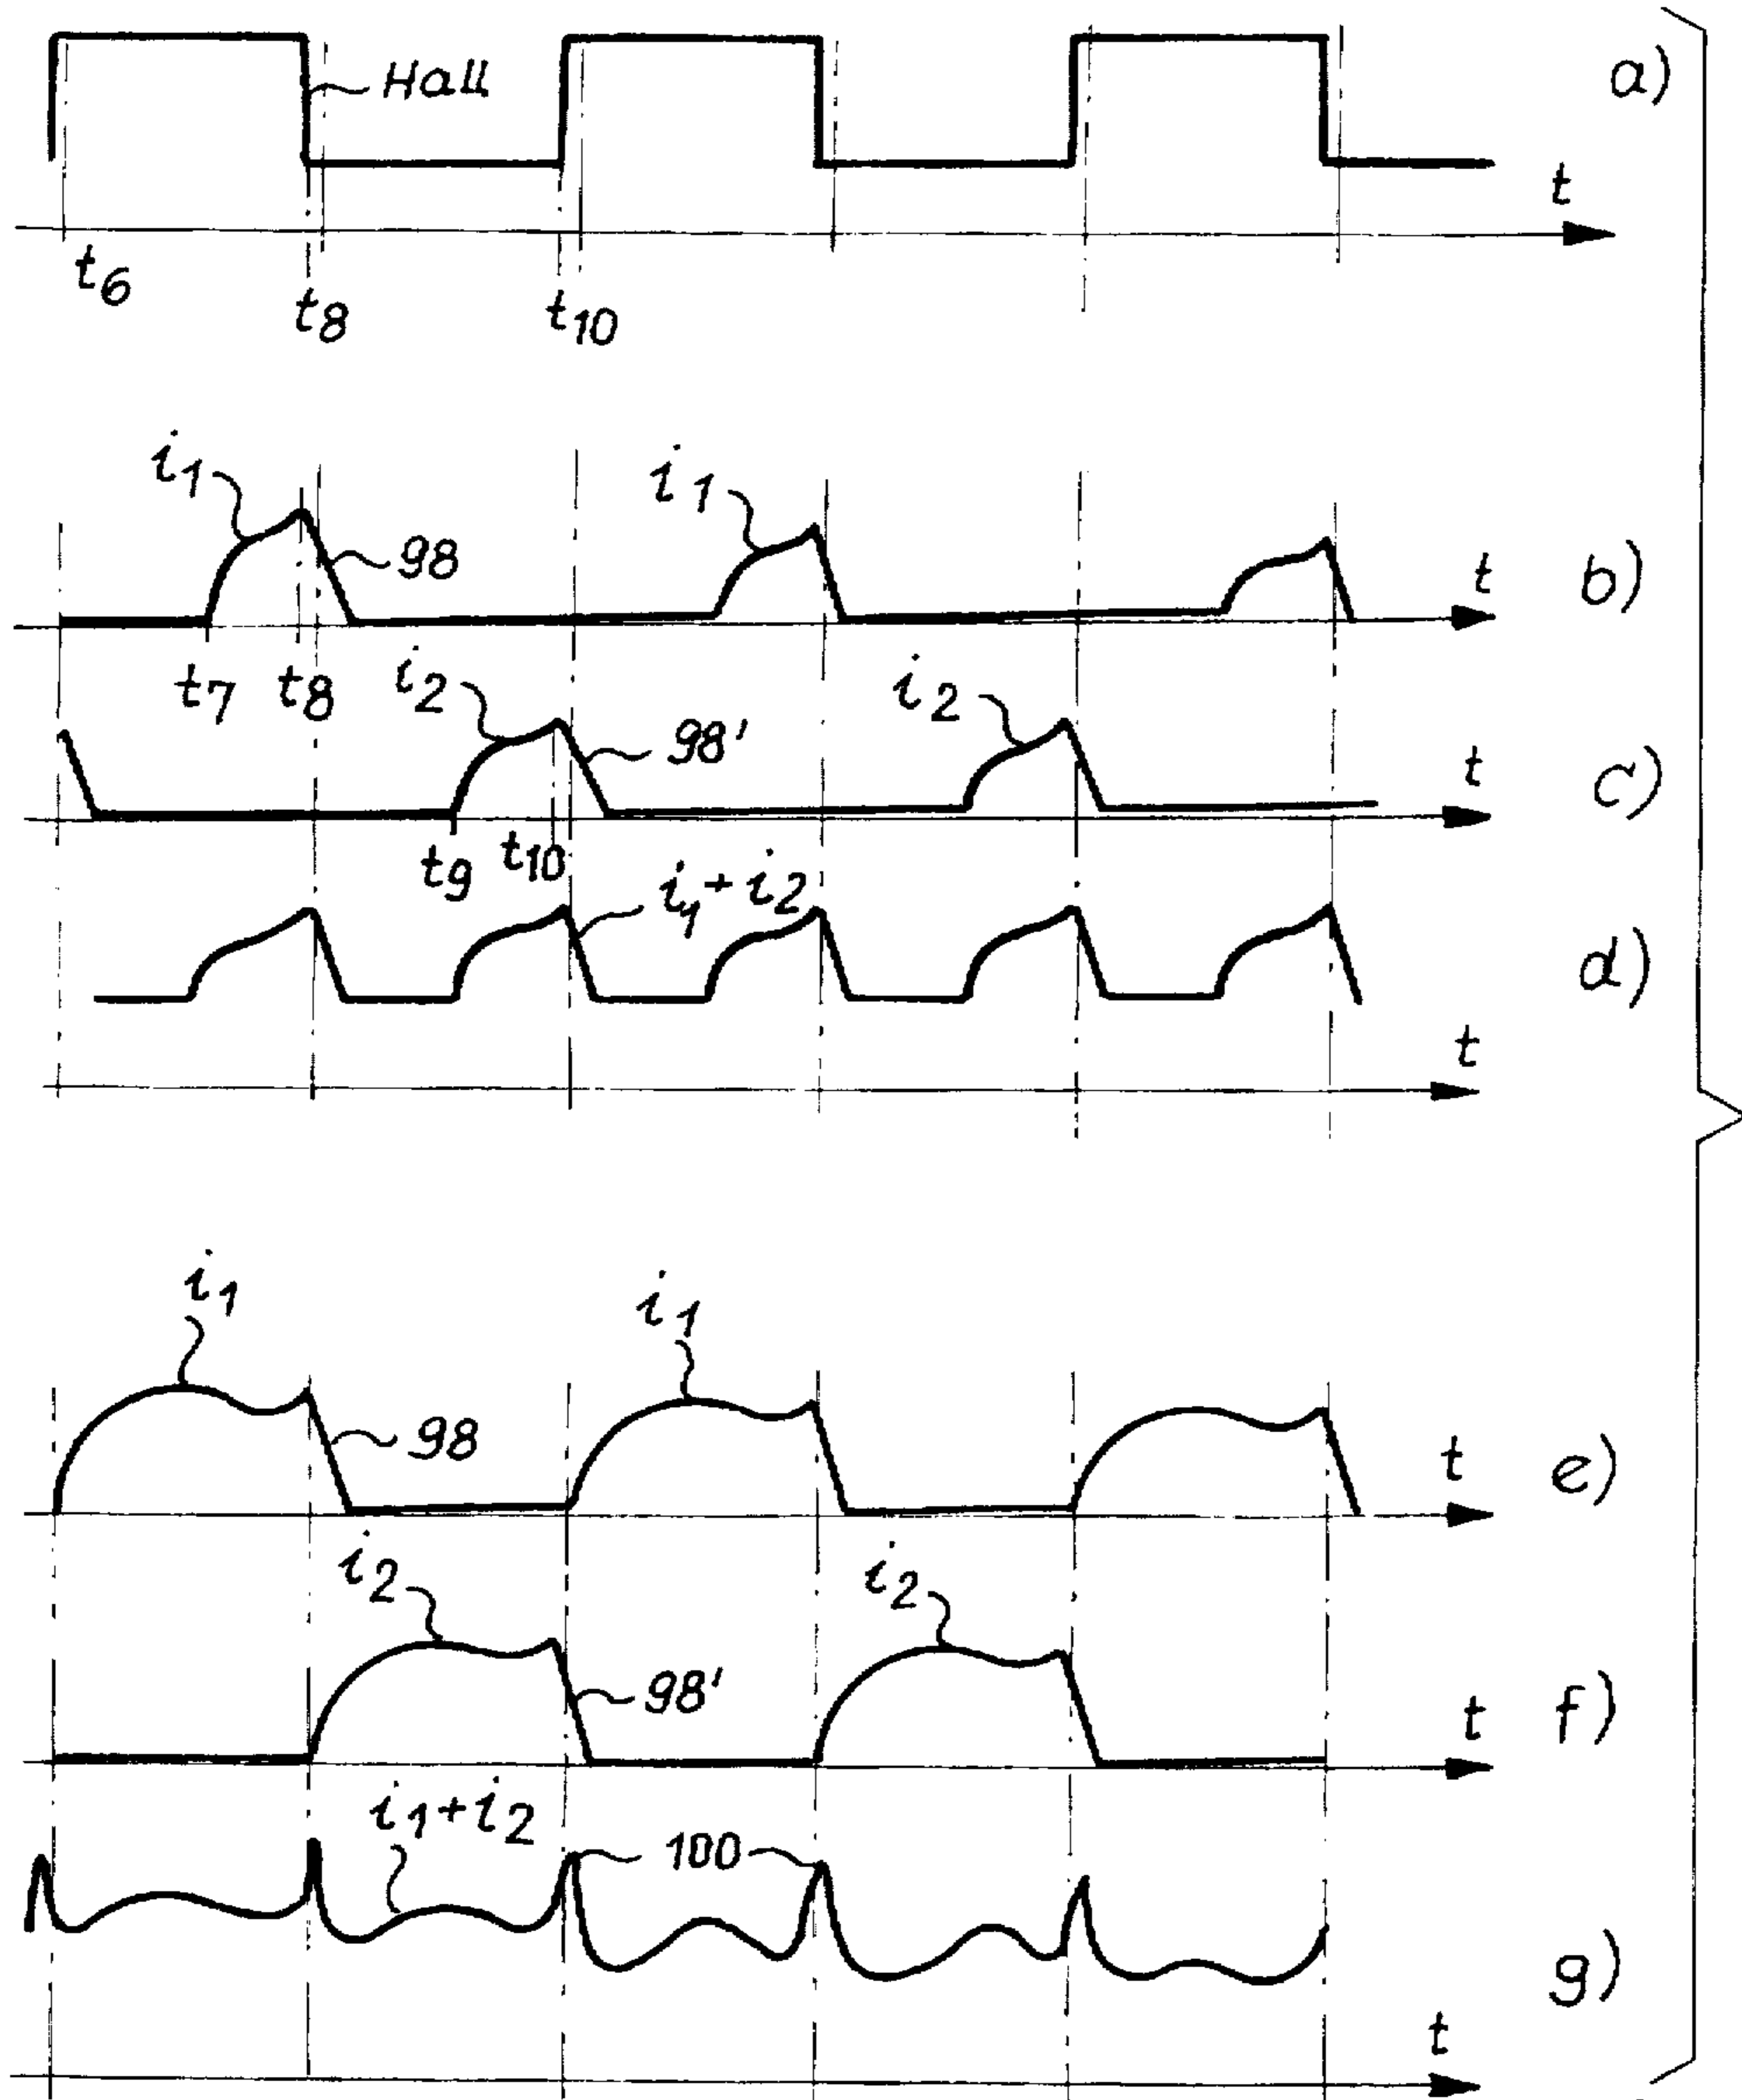 Hall
a)
t
t6
t8
t10
i1
i1
98
t
b)
t7
t8
i2
i2
98'
t
c)
t9
t10
i1+i2
d)
t
i1
i1
98
t
e)
i2
i2
98'
t
f)
i1+i2
100
g)
t